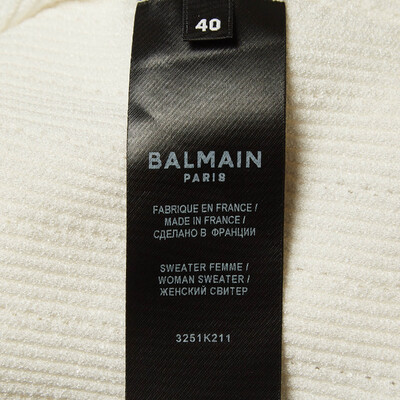 40
BALMAIN
PARIS
FABRIQUE EN FRANCE /
MADE IN FRANCE /
СДЕЛАНО В ФРАНЦИИ
SWEATER FEMME /
WOMAN SWEATER /
ЖЕНСКИЙ СВИТЕР
3251K211